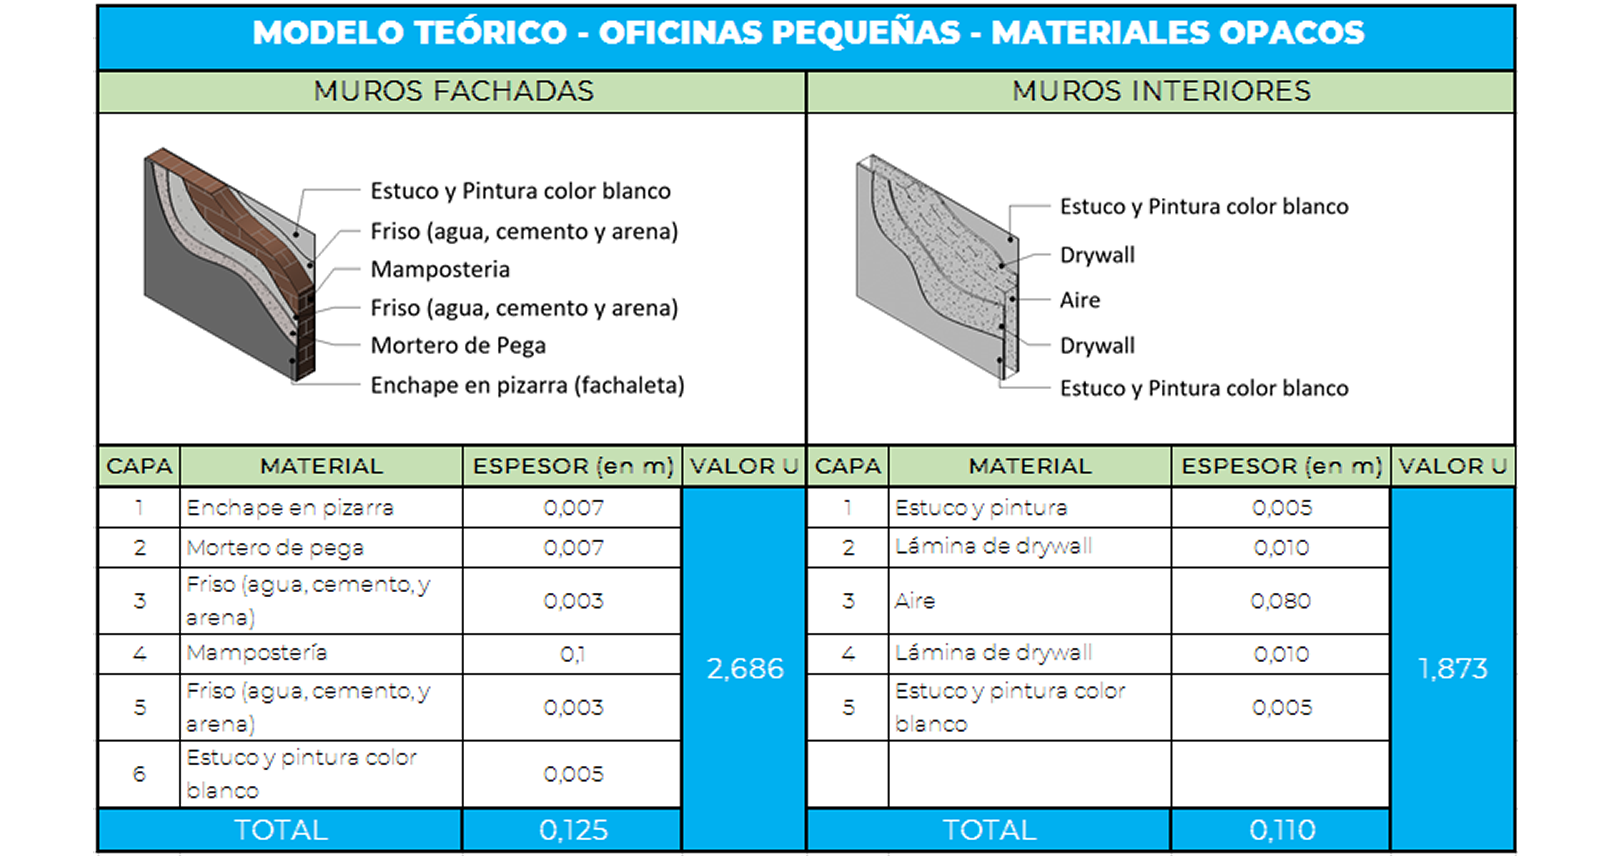 MODELO TEÓRICO - OFICINAS PEQUEÑAS - MATERIALES OPACOS
MUROS FACHADAS
Estuco y Pintura color blanco
Friso (agua, cemento y arena)
Mamposteria
Friso (agua, cemento y arena)
Mortero de Pega
Enchape en pizarra (fachaleta)
MUROS INTERIORES
Estuco y Pintura color blanco
Drywall
Aire
Drywall
Estuco y Pintura color blanco
CAPA MATERIAL ESPESOR (en m) VALOR U
1 Enchape en pizarra 0,007
2 Mortero de pega 0,007
3 Friso (agua, cemento, y
arena) 0,003
4 Mampostería 0,1
5 Friso (agua, cemento, y
arena) 0,003
6 Estuco y pintura color
blanco 0,005
2,686
TOTAL 0,125
CAPA MATERIAL ESPESOR (en m) VALOR U
1 Estuco y pintura 0,005
2 Lámina de drywall 0,010
3 Aire 0,080
4 Lámina de drywall 0,010
5 Estuco y pintura color
blanco 0,005
1,873
TOTAL 0,110